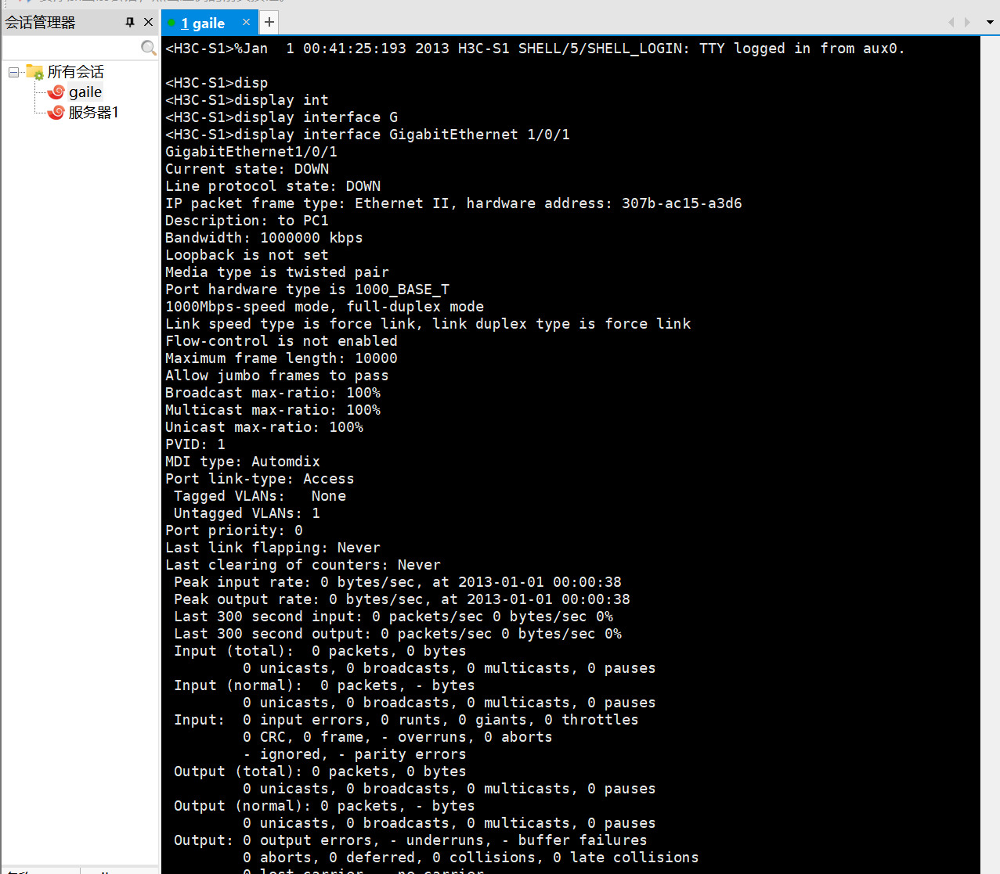 会话管理器
1 gaile
所有会话
gaile
服务器1
<H3C-S1>%Jan  1 00:41:25:193 2013 H3C-S1 SHELL/5/SHELL_LOGIN: TTY logged in from aux0.
<H3C-S1>disp
<H3C-S1>display int
<H3C-S1>display interface G
<H3C-S1>display interface GigabitEthernet 1/0/1
GigabitEthernet1/0/1
Current state: DOWN
Line protocol state: DOWN
IP packet frame type: Ethernet II, hardware address: 307b-ac15-a3d6
Description: to PC1
Bandwidth: 1000000 kbps
Loopback is not set
Media type is twisted pair
Port hardware type is 1000_BASE_T
1000Mbps-speed mode, full-duplex mode
Link speed type is force link, link duplex type is force link
Flow-control is not enabled
Maximum frame length: 10000
Allow jumbo frames to pass
Broadcast max-ratio: 100%
Multicast max-ratio: 100%
Unicast max-ratio: 100%
PVID: 1
MDI type: Automdix
Port link-type: Access
 Tagged VLANs:   None
 Untagged VLANs: 1
Port priority: 0
Last link flapping: Never
Last clearing of counters: Never
 Peak input rate: 0 bytes/sec, at 2013-01-01 00:00:38
 Peak output rate: 0 bytes/sec, at 2013-01-01 00:00:38
 Last 300 second input: 0 packets/sec 0 bytes/sec 0%
 Last 300 second output: 0 packets/sec 0 bytes/sec 0%
 Input (total):  0 packets, 0 bytes
         0 unicasts, 0 broadcasts, 0 multicasts, 0 pauses
 Input (normal):  0 packets, - bytes
         0 unicasts, 0 broadcasts, 0 multicasts, 0 pauses
 Input:  0 input errors, 0 runts, 0 giants, 0 throttles
         0 CRC, 0 frame, - overruns, 0 aborts
         - ignored, - parity errors
 Output (total): 0 packets, 0 bytes
         0 unicasts, 0 broadcasts, 0 multicasts, 0 pauses
 Output (normal): 0 packets, - bytes
         0 unicasts, 0 broadcasts, 0 multicasts, 0 pauses
 Output: 0 output errors, - underruns, - buffer failures
         0 aborts, 0 deferred, 0 collisions, 0 late collisions
         0 lost carrier, - no carrier